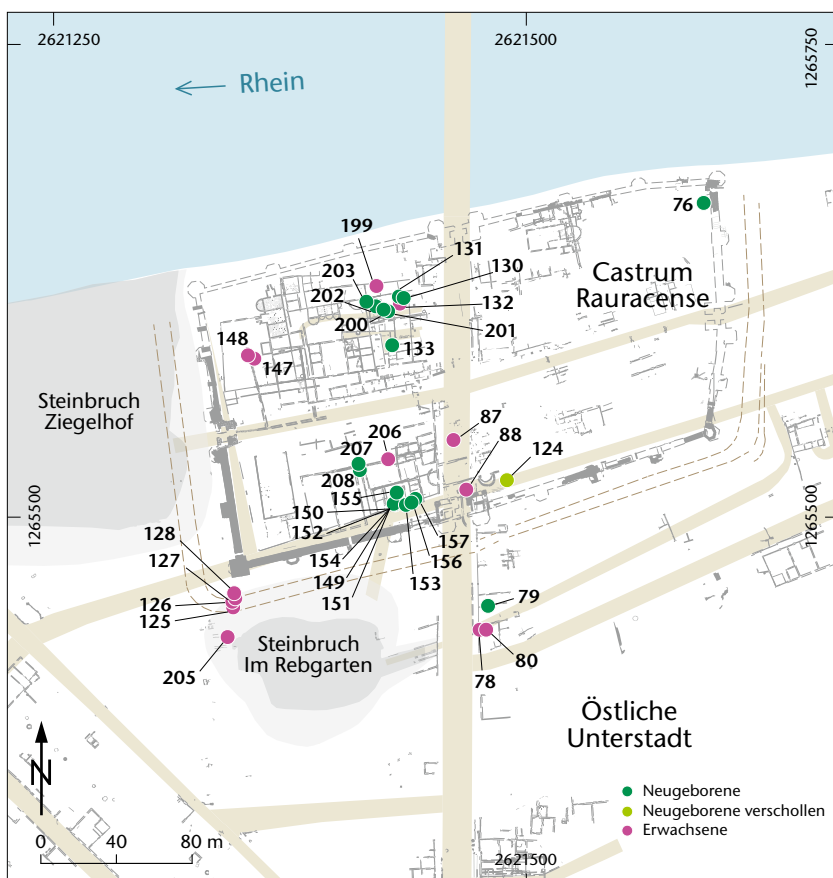 2621250
2621500
1265750
Rhein
76
199
131
203
130
Castrum
Rauracense
202
132
200
201
133
148
147
Steinbruch
Ziegelhof
87
206
88
124
207
208
155
150
1265500
1265500
152
157
128
154
156
127
149
153
126
151
79
125
Steinbruch
Im Rebgarten
205
80
78
Östliche
Unterstadt
N
Neugeborene
Neugeborene verschollen
Erwachsene
0 40 80 m
2621500